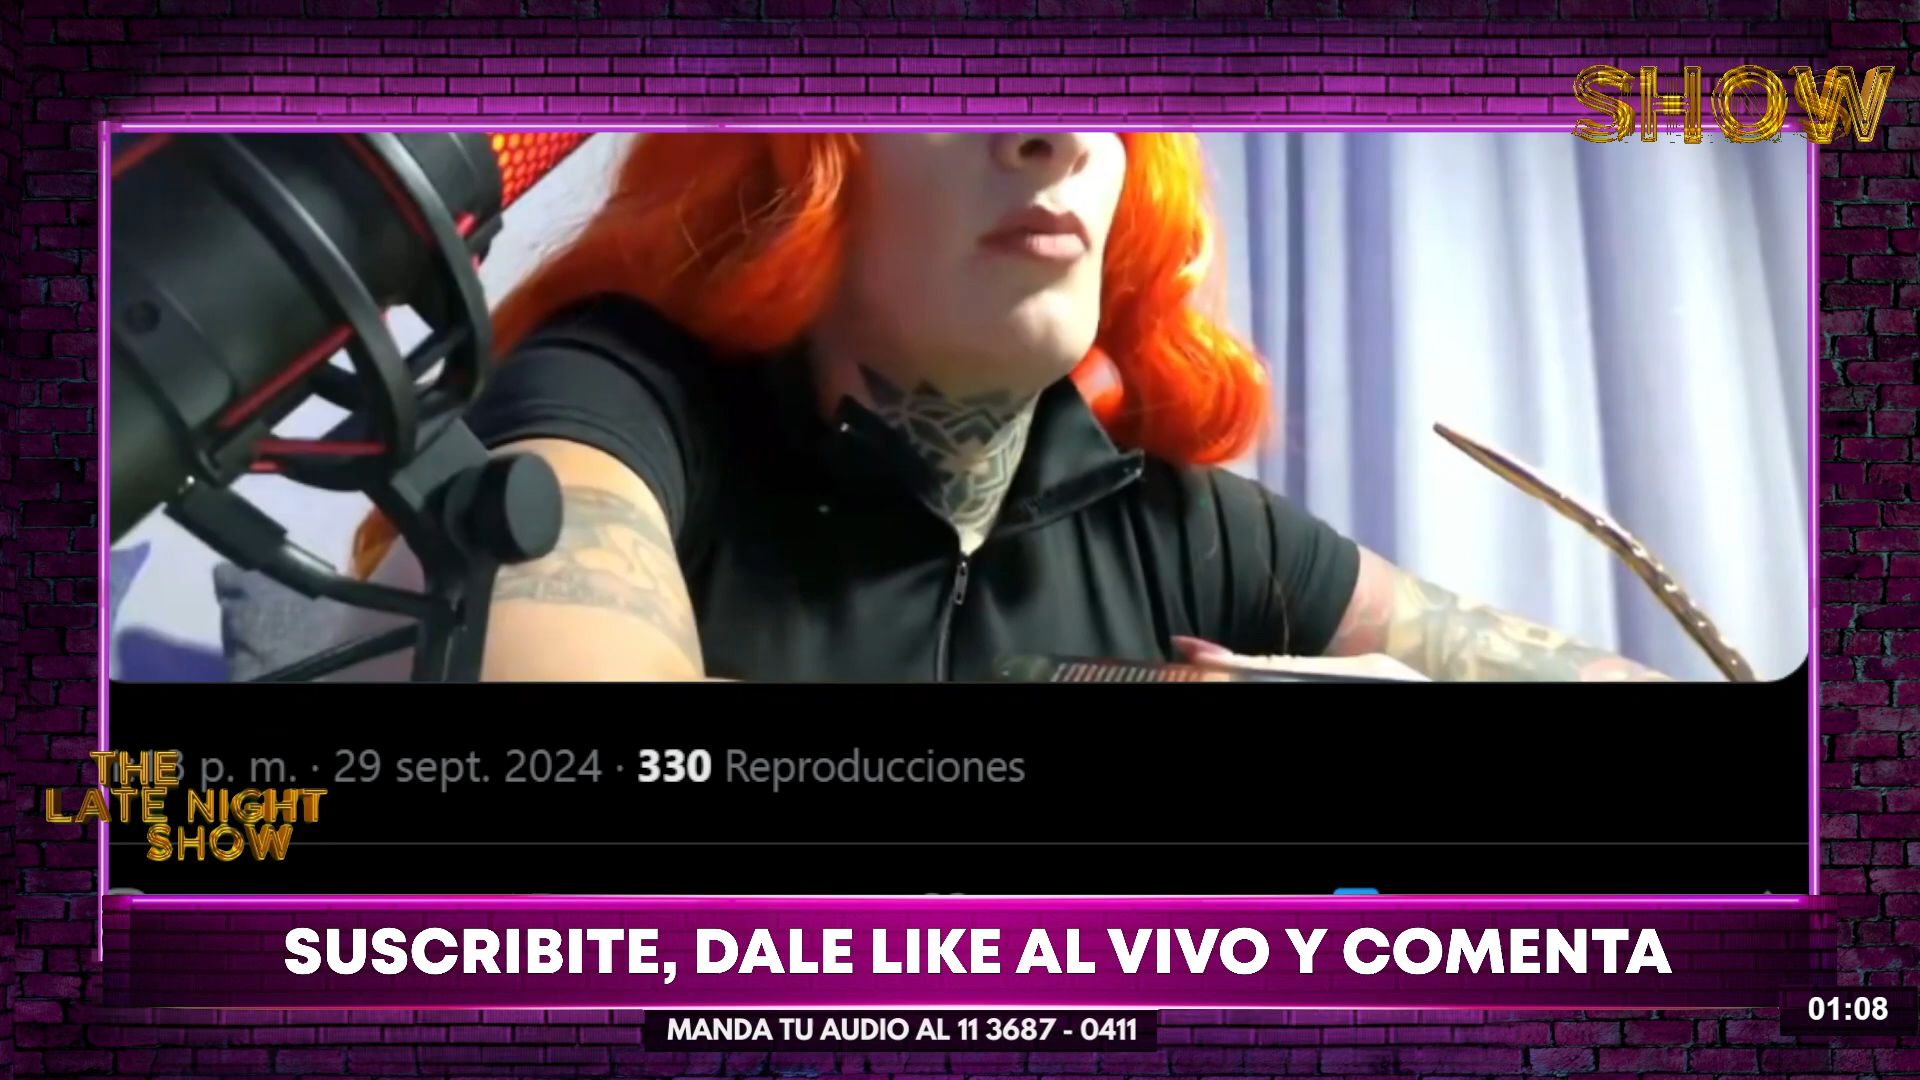 SHOW
p. m. · 29 sept. 2024 · 330 Reproducciones
THE
LATE NIGHT
SHOW
SUSCRIBITE, DALE LIKE AL VIVO Y COMENTA
01:08
MANDA TU AUDIO AL 11 3687 - 0411